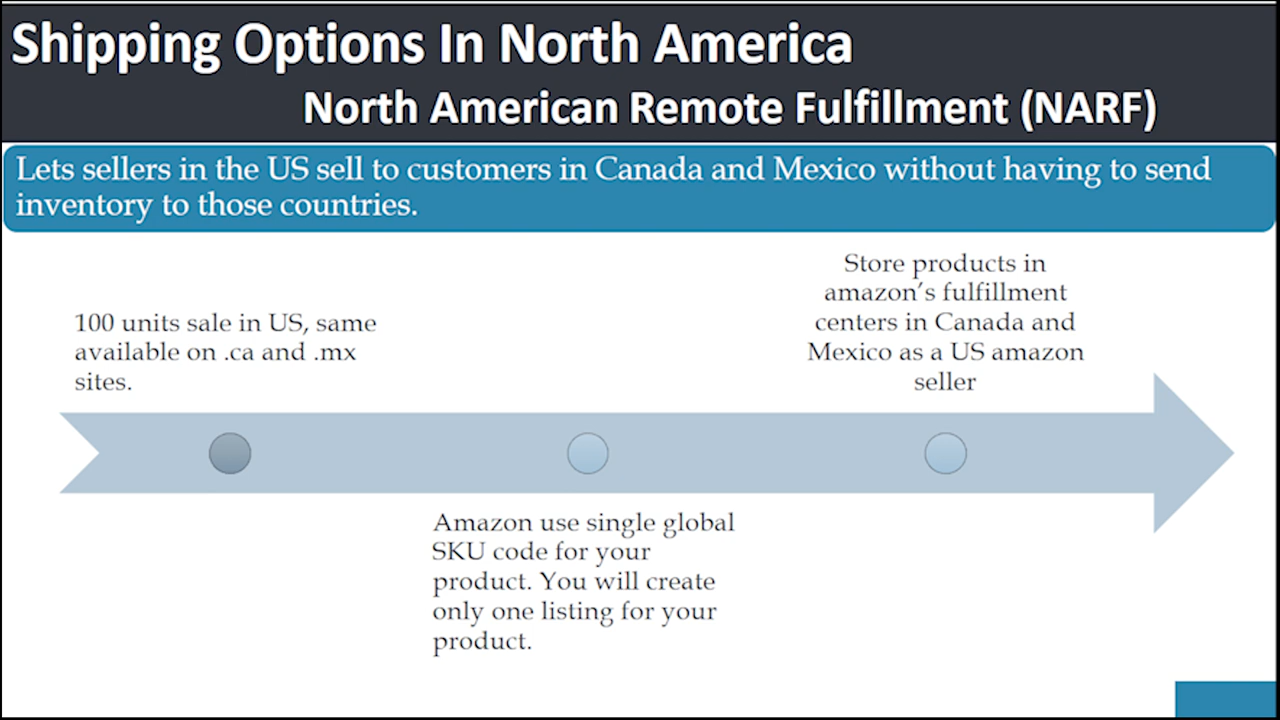 Shipping Options In North America
North American Remote Fulfillment (NARF)
Lets sellers in the US sell to customers in Canada and Mexico without having to send
inventory to those countries.
100 units sale in US, same
available on .ca and .mx
sites.
Amazon use single global
SKU code for your
product. You will create
only one listing for your
product.
Store products in
amazon’s fulfillment
centers in Canada and
Mexico as a US amazon
seller